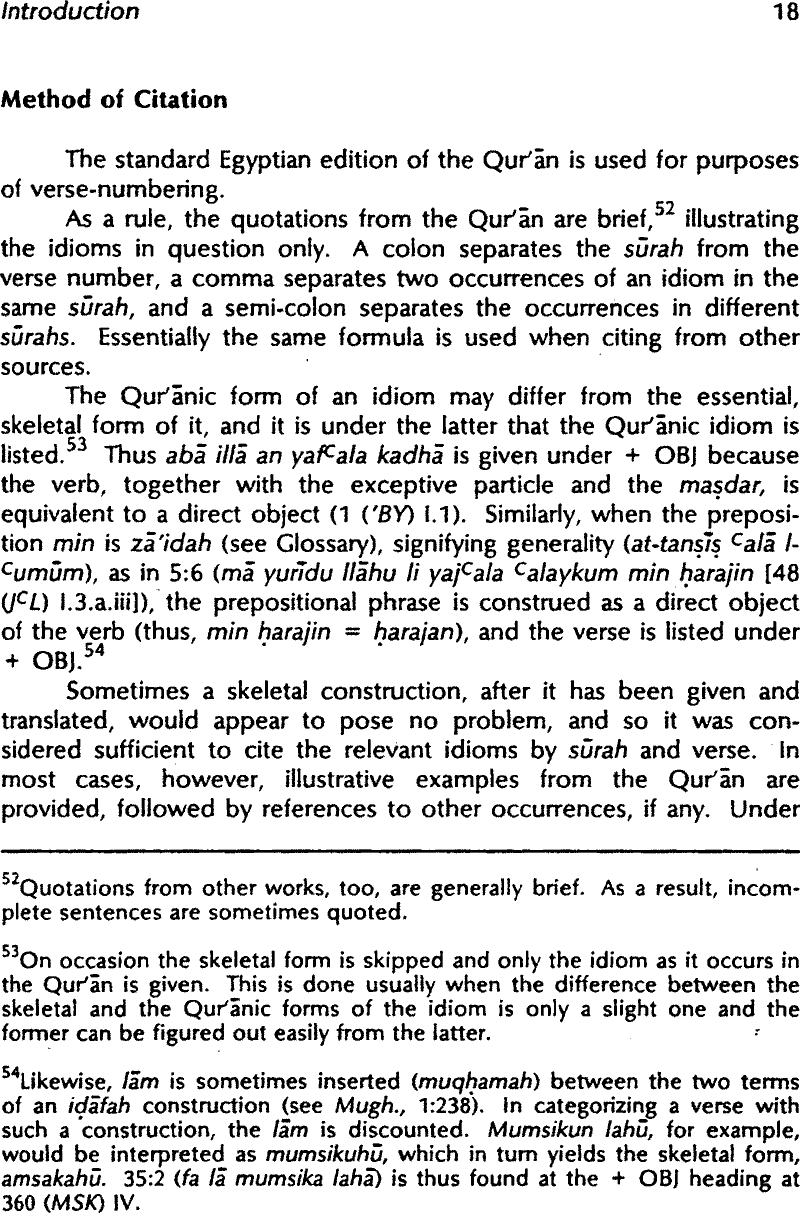 Introduction 18
Method of Citation
The standard Egyptian edition of the Qur'ān is used for purposes
of verse-numbering.
As a rule, the quotations from the Qur'ān are brief,⁵² illustrating
the idioms in question only. A colon separates the sūrah from the
verse number, a comma separates two occurrences of an idiom in the
same sūrah, and a semi-colon separates the occurrences in different
sūrahs. Essentially the same formula is used when citing from other
sources.
The Qur'ānic form of an idiom may differ from the essential,
skeletal form of it, and it is under the latter that the Qur'ānic idiom is
listed.⁵³ Thus abā illā an yafᶜala kadhā is given under + OBJ because
the verb, together with the exceptive particle and the maṣdar, is
equivalent to a direct object (1 ('BY) I.1). Similarly, when the preposi-
tion min is zā'idah (see Glossary), signifying generality (at-tanṣīṣ ᶜalā l-
ᶜumūm), as in 5:6 (mā yurīdu llāhu li yajᶜala ᶜalaykum min ḥarajin [48
(JᶜL) I.3.a.iii]), the prepositional phrase is construed as a direct object
of the verb (thus, min ḥarajin = ḥarajan), and the verse is listed under
+ OBJ.⁵⁴
Sometimes a skeletal construction, after it has been given and
translated, would appear to pose no problem, and so it was con-
sidered sufficient to cite the relevant idioms by sūrah and verse. In
most cases, however, illustrative examples from the Qur'ān are
provided, followed by references to other occurrences, if any. Under
⁵²Quotations from other works, too, are generally brief. As a result, incom-
plete sentences are sometimes quoted.
⁵³On occasion the skeletal form is skipped and only the idiom as it occurs in
the Qur'ān is given. This is done usually when the difference between the
skeletal and the Qur'ānic forms of the idiom is only a slight one and the
former can be figured out easily from the latter.
⁵⁴Likewise, lām is sometimes inserted (muqḥamah) between the two terms
of an iḍāfah construction (see Mugh., 1:238). In categorizing a verse with
such a construction, the lām is discounted. Mumsikun lahū, for example,
would be interpreted as mumsikuhū, which in turn yields the skeletal form,
amsakahū. 35:2 (fa lā mumsika lahā) is thus found at the + OBJ heading at
360 (MSK) IV.